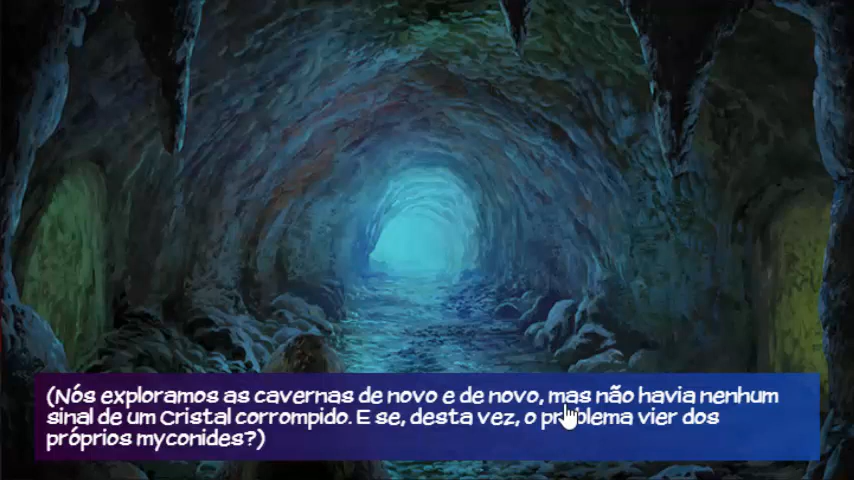 (Nós exploramos as cavernas de novo e de novo, mas não havia nenhum
sinal de um Cristal corrompido. E se, desta vez, o problema vier dos
próprios myconides?)